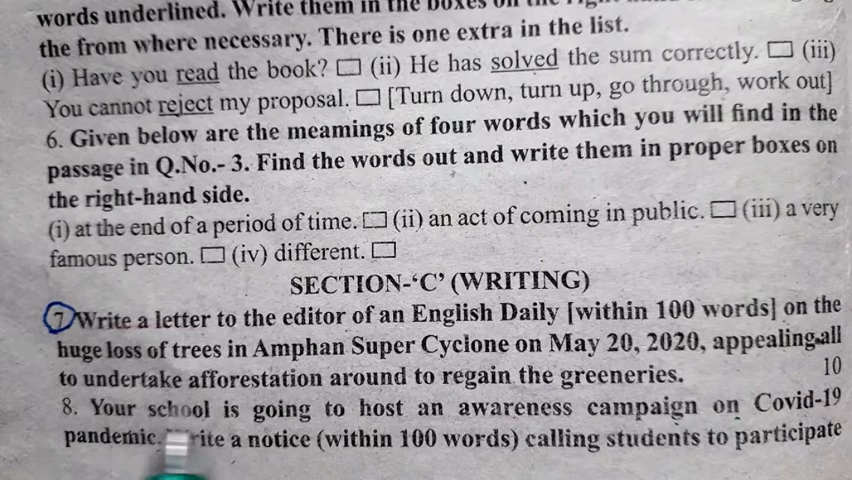 words underlined. Write them in the boxes on the
the from where necessary. There is one extra in the list.
(i) Have you read the book? □ (ii) He has solved the sum correctly. □ (iii)
You cannot reject my proposal. □ [Turn down, turn up, go through, work out]
6. Given below are the meamings of four words which you will find in the
passage in Q.No.- 3. Find the words out and write them in proper boxes on
the right-hand side.
(i) at the end of a period of time. □ (ii) an act of coming in public. □ (iii) a very
famous person. □ (iv) different. □
SECTION-‘C’ (WRITING)
7 Write a letter to the editor of an English Daily [within 100 words] on the
huge loss of trees in Amphan Super Cyclone on May 20, 2020, appealing all
to undertake afforestation around to regain the greeneries. 10
8. Your school is going to host an awareness campaign on Covid-19
pandemic. rite a notice (within 100 words) calling students to participate